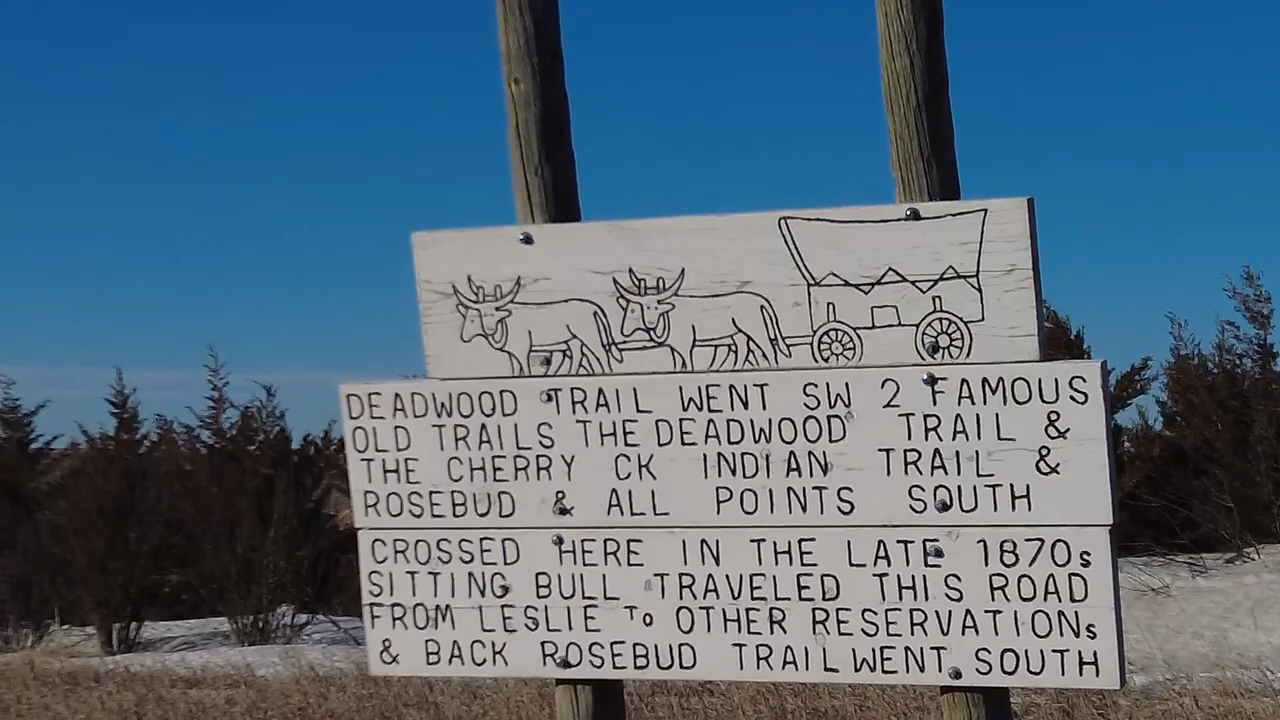 DEADWOOD TRAIL WENT SW 2 FAMOUS
OLD TRAILS THE DEADWOOD TRAIL &
THE CHERRY CK INDIAN TRAIL &
ROSEBUD & ALL POINTS SOUTH
CROSSED HERE IN THE LATE 1870s
SITTING BULL TRAVELED THIS ROAD
FROM LESLIE To OTHER RESERVATIONs
& BACK ROSEBUD TRAIL WENT SOUTH